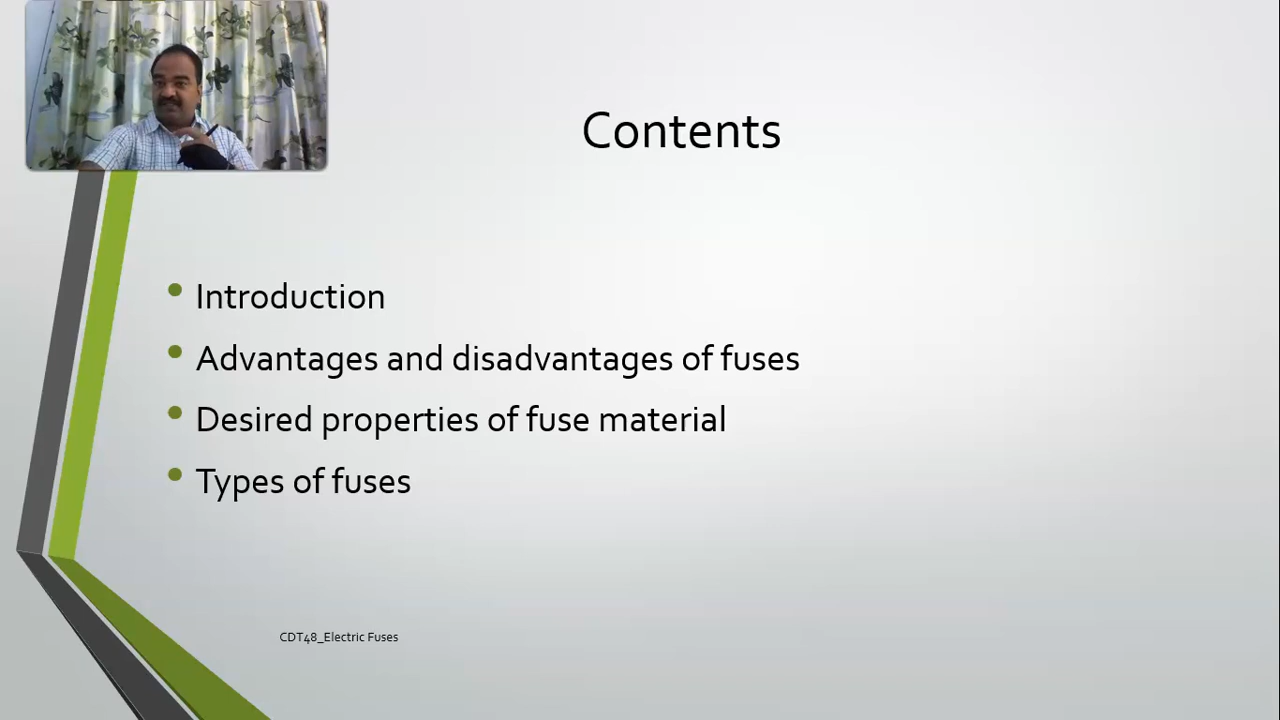 Contents
Introduction
Advantages and disadvantages of fuses
Desired properties of fuse material
Types of fuses
CDT48_Electric Fuses